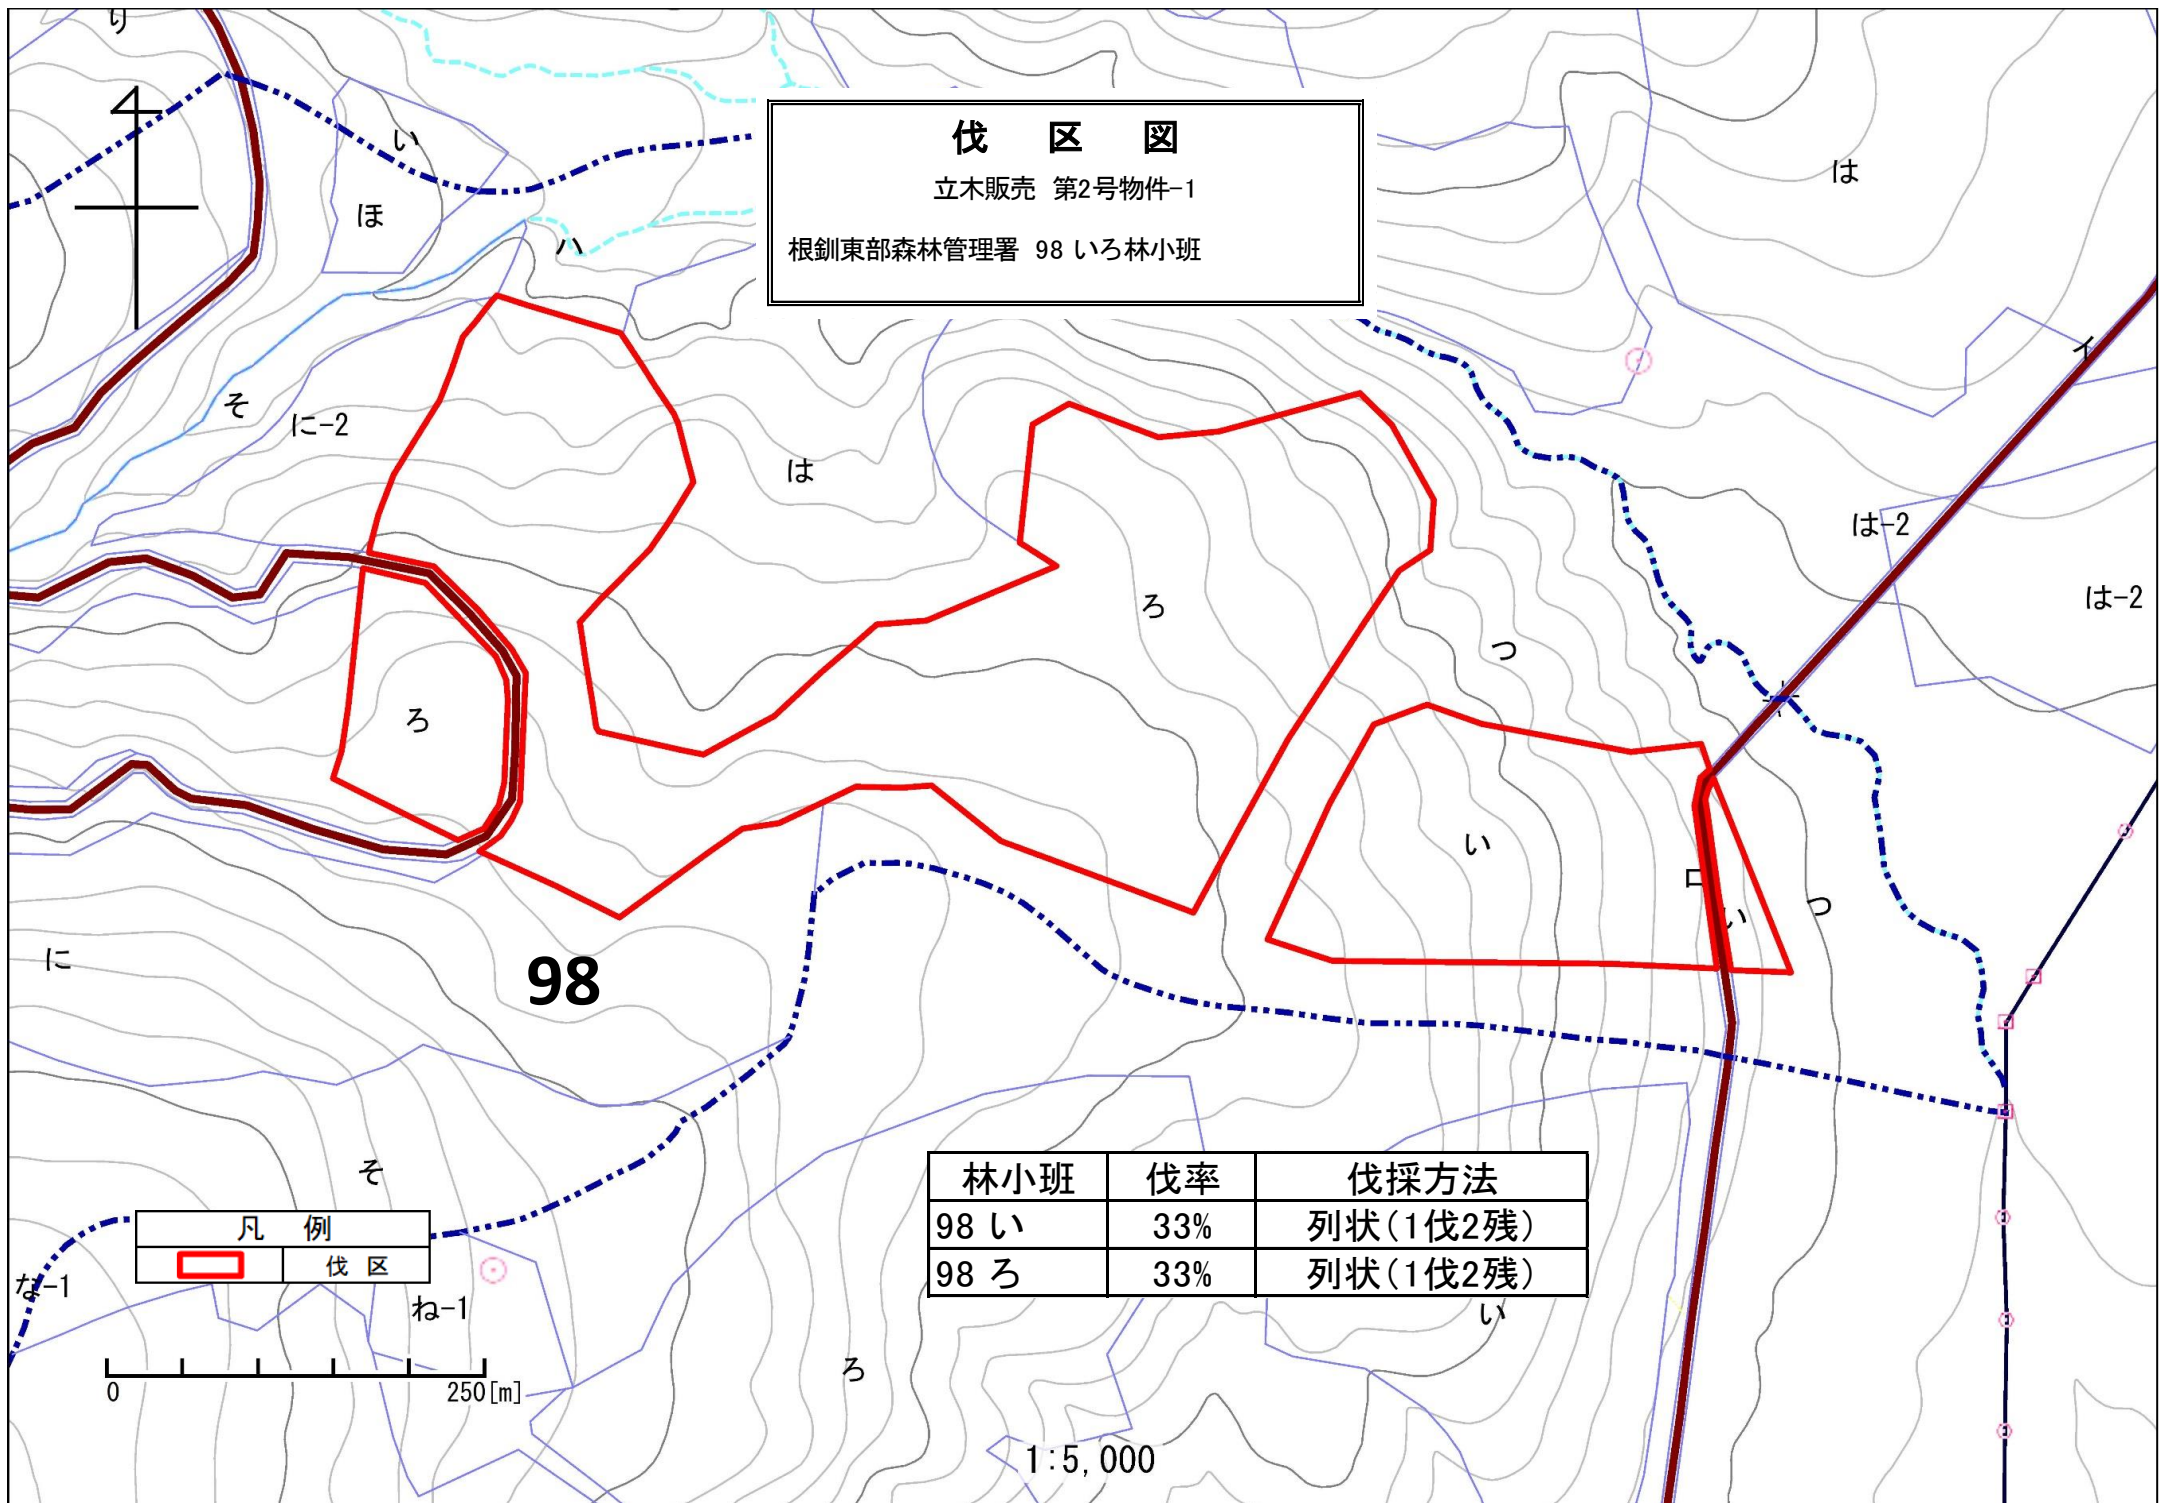 り
い
伐 区 図
立木販売 第2号物件-1
根釧東部森林管理署 98 いろ林小班
は
ほ
ハ
イ
そ
に-2
は
は-2
は-2
ろ
つ
ろ
い
ロ
い
つ
に
98
そ
林小班 伐率 伐採方法
98 い 33% 列状(1伐2残)
98 ろ 33% 列状(1伐2残)
凡 例
伐 区
な-1
ね-1
い
ろ
0 250[m]
1:5,000